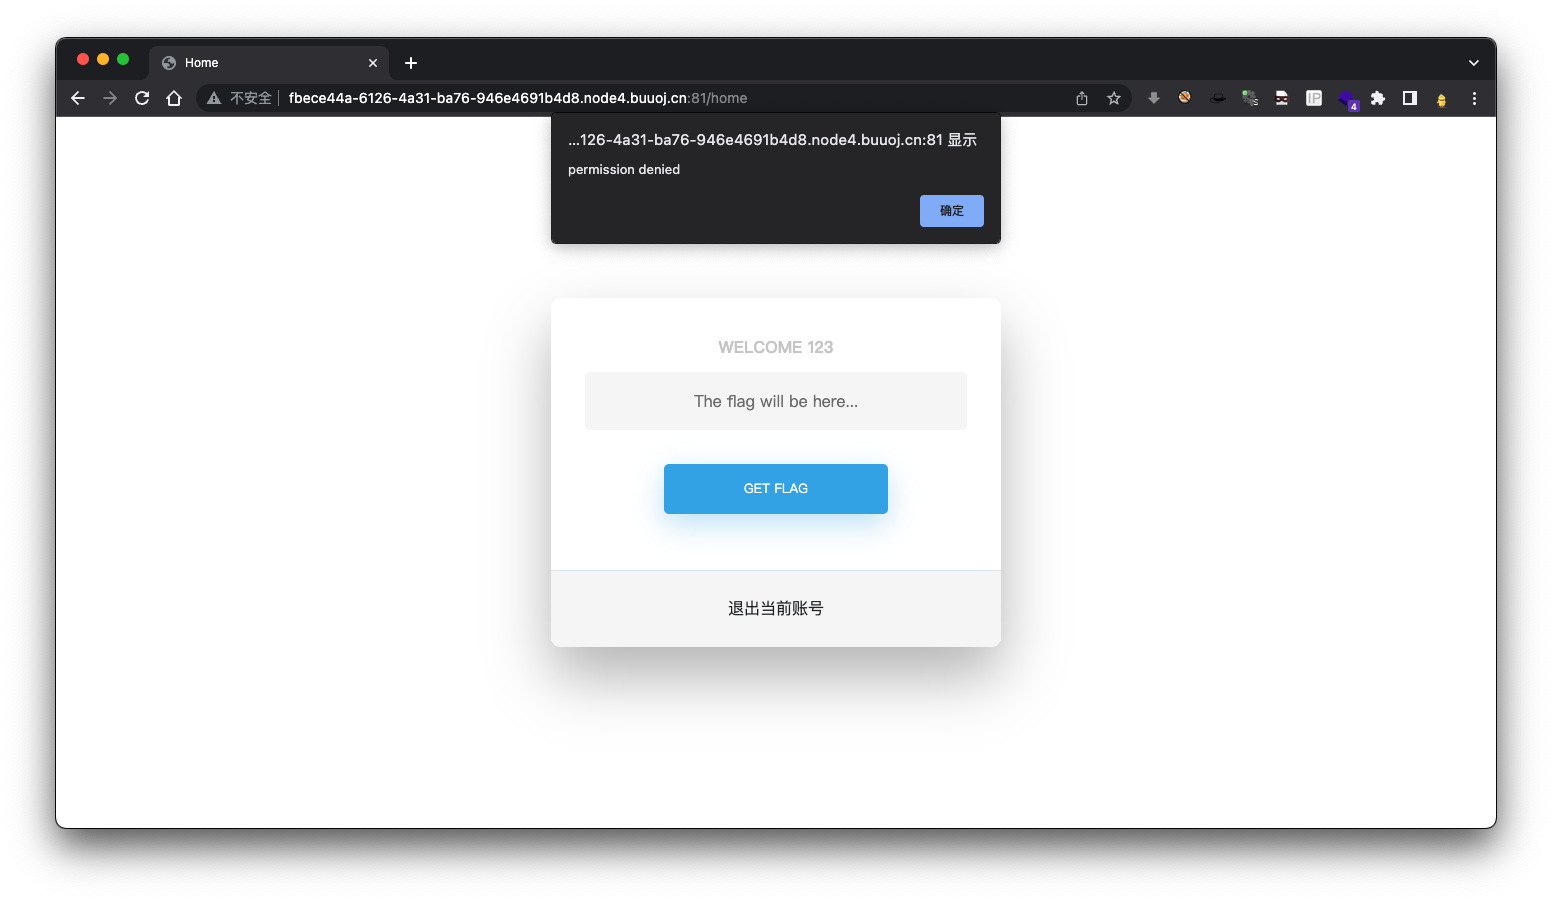 Home
不安全
fbece44a-6126-4a31-ba76-946e4691b4d8.node4.buuoj.cn:81/home
S
IP
4
...126-4a31-ba76-946e4691b4d8.node4.buuoj.cn:81 显示
permission denied
确定
WELCOME 123
The flag will be here...
GET FLAG
退出当前账号